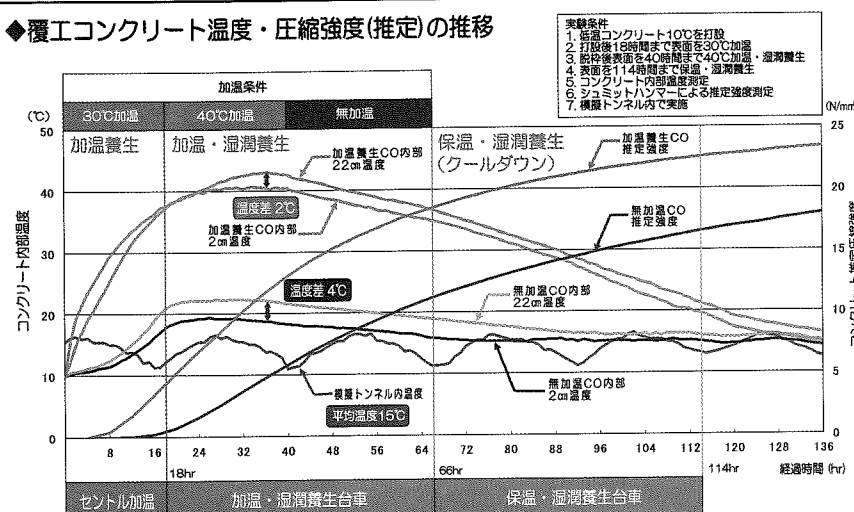 ◆覆工コンクリート温度・圧縮強度(推定)の推移
実験条件
1. 低温コンクリート10℃を打設
2. 打設後18時間まで表面を30℃加温
3. 脱枠後表面を40時間まで40℃加温・湿潤養生
4. 表面を114時間まで保温・湿潤養生
5. コンクリート内部温度測定
6. シュミットハンマーによる推定強度測定
7. 模擬トンネル内で実施
加温条件
30℃加温 40℃加温 無加温
(℃) (N/mm
加温養生 加温・湿潤養生 保温・湿潤養生
(クールダウン)
50
40
30
20
10
0
コンクリート内部温度
25
20
15
10
5
0
加温養生CO内部
22㎝温度
温度差 2℃
加温養生CO内部
2㎝温度
温度差 4℃
模擬トンネル内温度
平均温度15℃
加温養生CO
推定強度
無加温CO
推定強度
無加温CO内部
22㎝温度
無加温CO内部
2㎝温度
8 16 24 32 40 48 56 64 72 80 88 96 104 112 120 128 136
18hr 66hr 114hr 経過時間 (hr)
セントル加温 加温・湿潤養生台車 保温・湿潤養生台車